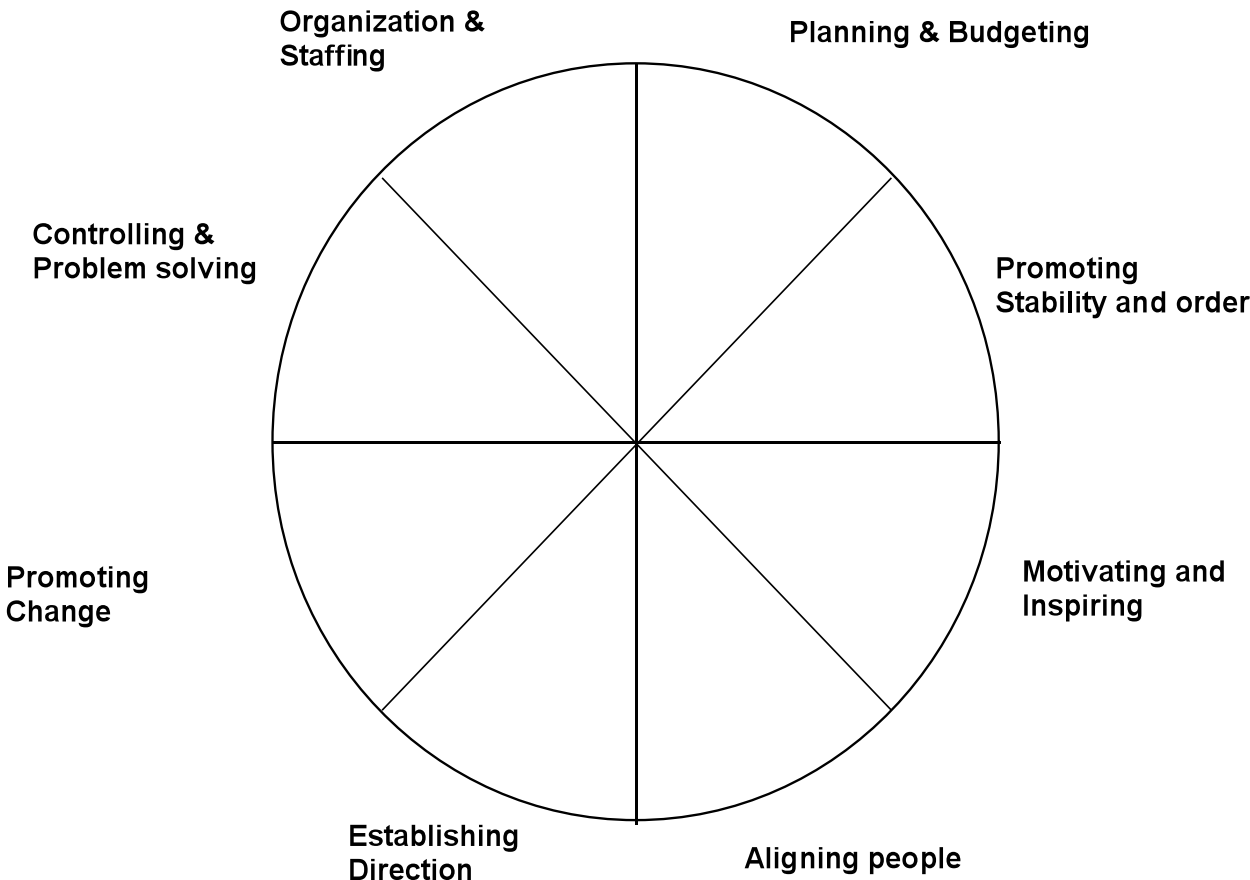 Organization &
Staffing
Planning & Budgeting
Controlling &
Problem solving
Promoting
Stability and order
Promoting
Change
Motivating and
Inspiring
Establishing
Direction
Aligning people